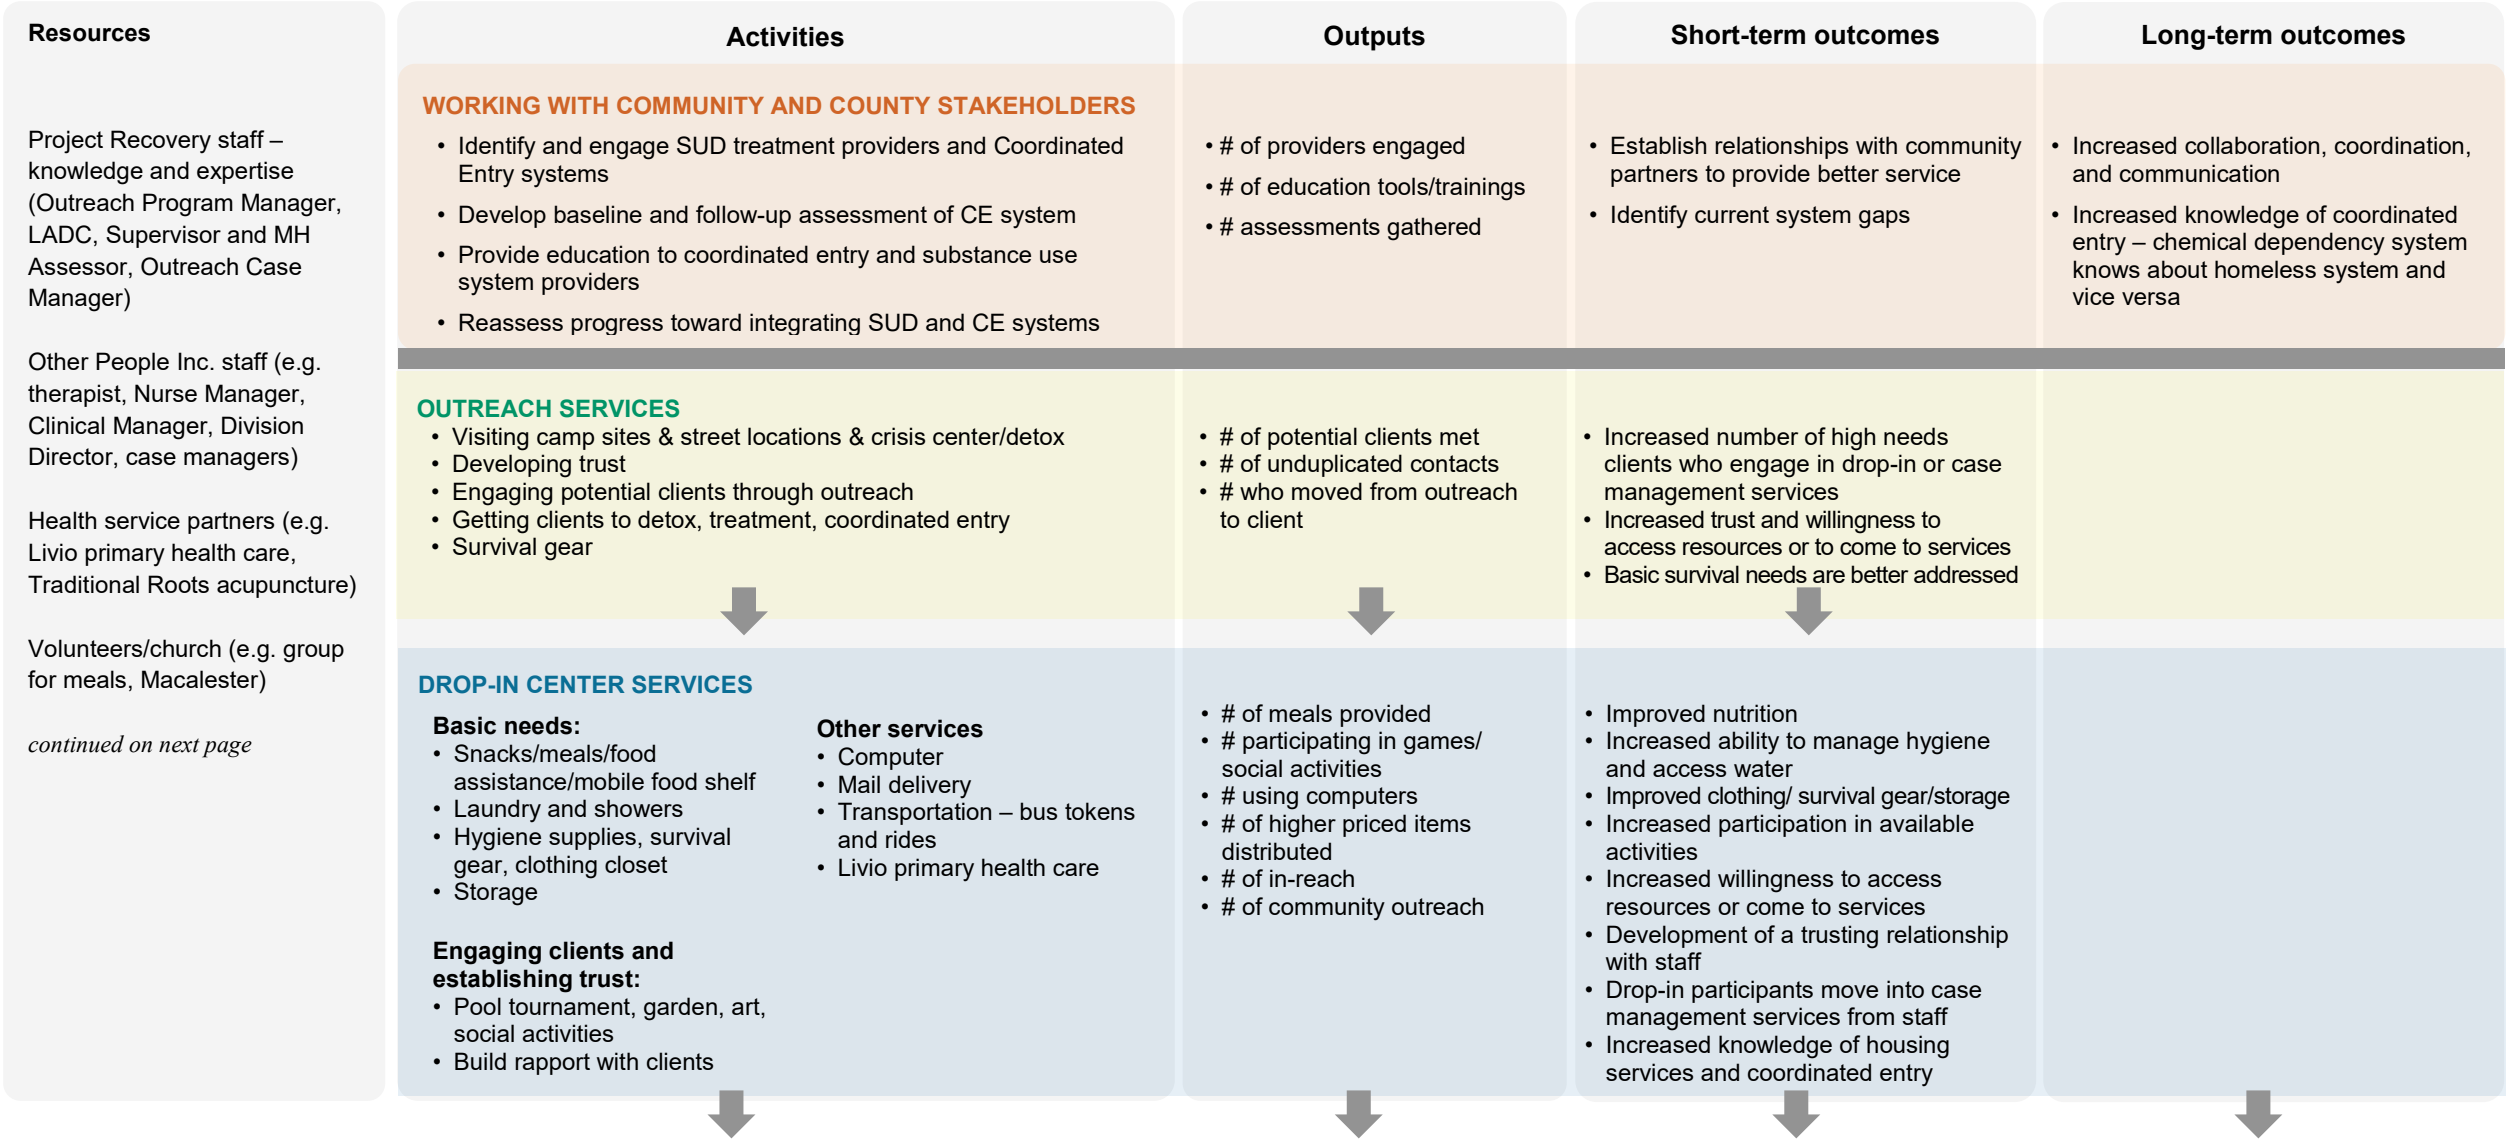 Resources
Project Recovery staff –
knowledge and expertise
(Outreach Program Manager,
LADC, Supervisor and MH
Assessor, Outreach Case
Manager)
Other People Inc. staff (e.g.
therapist, Nurse Manager,
Clinical Manager, Division
Director, case managers)
Health service partners (e.g.
Livio primary health care,
Traditional Roots acupuncture)
Volunteers/church (e.g. group
for meals, Macalester)
continued on next page
Activities
Outputs
Short-term outcomes
Long-term outcomes
WORKING WITH COMMUNITY AND COUNTY STAKEHOLDERS
• Identify and engage SUD treatment providers and Coordinated
Entry systems
• Develop baseline and follow-up assessment of CE system
• Provide education to coordinated entry and substance use
system providers
• Reassess progress toward integrating SUD and CE systems
• # of providers engaged
• # of education tools/trainings
• # assessments gathered
• Establish relationships with community
partners to provide better service
• Identify current system gaps
• Increased collaboration, coordination,
and communication
• Increased knowledge of coordinated
entry – chemical dependency system
knows about homeless system and
vice versa
OUTREACH SERVICES
• Visiting camp sites & street locations & crisis center/detox
• Developing trust
• Engaging potential clients through outreach
• Getting clients to detox, treatment, coordinated entry
• Survival gear
• # of potential clients met
• # of unduplicated contacts
• # who moved from outreach
to client
• Increased number of high needs
clients who engage in drop-in or case
management services
• Increased trust and willingness to
access resources or to come to services
• Basic survival needs are better addressed
DROP-IN CENTER SERVICES
Basic needs:
• Snacks/meals/food
assistance/mobile food shelf
• Laundry and showers
• Hygiene supplies, survival
gear, clothing closet
• Storage
Engaging clients and
establishing trust:
• Pool tournament, garden, art,
social activities
• Build rapport with clients
Other services
• Computer
• Mail delivery
• Transportation – bus tokens
and rides
• Livio primary health care
• # of meals provided
• # participating in games/
social activities
• # using computers
• # of higher priced items
distributed
• # of in-reach
• # of community outreach
• Improved nutrition
• Increased ability to manage hygiene
and access water
• Improved clothing/ survival gear/storage
• Increased participation in available
activities
• Increased willingness to access
resources or come to services
• Development of a trusting relationship
with staff
• Drop-in participants move into case
management services from staff
• Increased knowledge of housing
services and coordinated entry